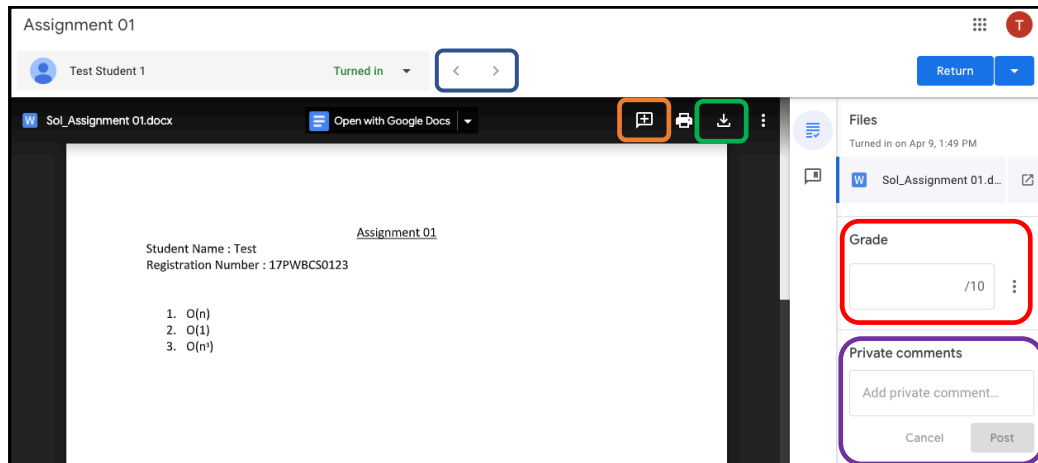 Assignment 01
T
Test Student 1
Turned in
Return
W Sol_Assignment 01.docx
Open with Google Docs
Files
Turned in on Apr 9, 1:49 PM
W Sol_Assignment 01.d...
Assignment 01
Student Name : Test
Registration Number : 17PWBCS0123
1. O(n)
2. O(1)
3. O(n³)
Grade
/10
Private comments
Add private comment...
Cancel
Post